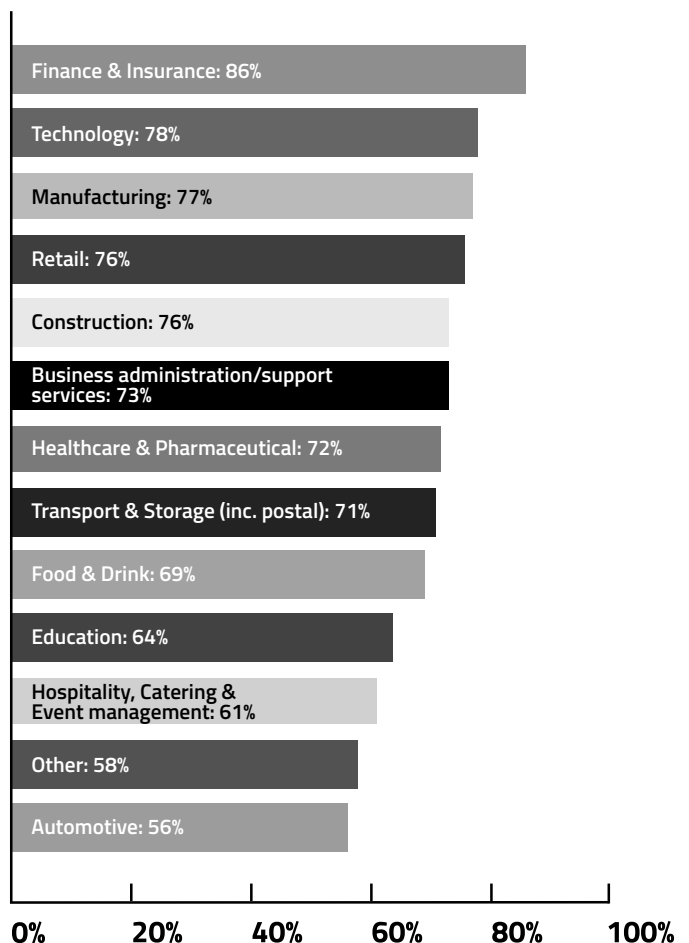 Finance & Insurance: 86%
Technology: 78%
Manufacturing: 77%
Retail: 76%
Construction: 76%
Business administration/support
services: 73%
Healthcare & Pharmaceutical: 72%
Transport & Storage (inc. postal): 71%
Food & Drink: 69%
Education: 64%
Hospitality, Catering &
Event management: 61%
Other: 58%
Automotive: 56%
0% 20% 40% 60% 80% 100%